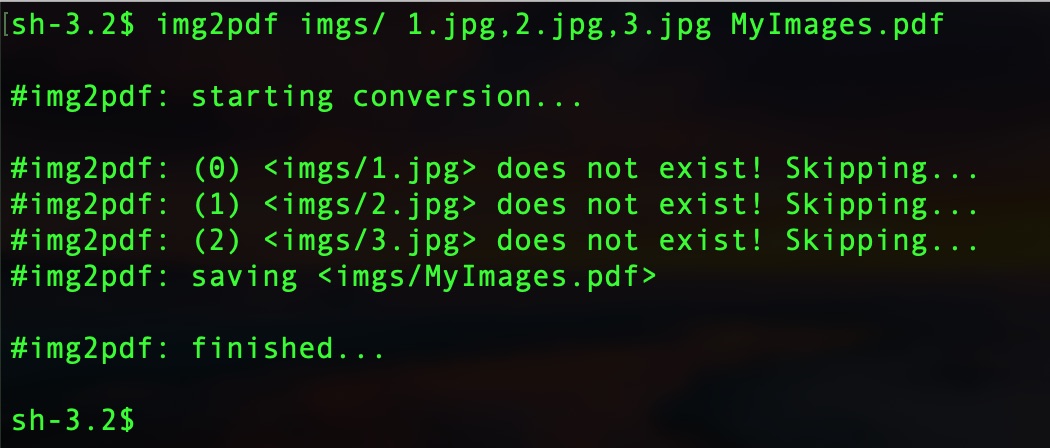 [sh-3.2$ img2pdf imgs/ 1.jpg,2.jpg,3.jpg MyImages.pdf
#img2pdf: starting conversion...
#img2pdf: (0) <imgs/1.jpg> does not exist! Skipping...
#img2pdf: (1) <imgs/2.jpg> does not exist! Skipping...
#img2pdf: (2) <imgs/3.jpg> does not exist! Skipping...
#img2pdf: saving <imgs/MyImages.pdf>
#img2pdf: finished...
sh-3.2$